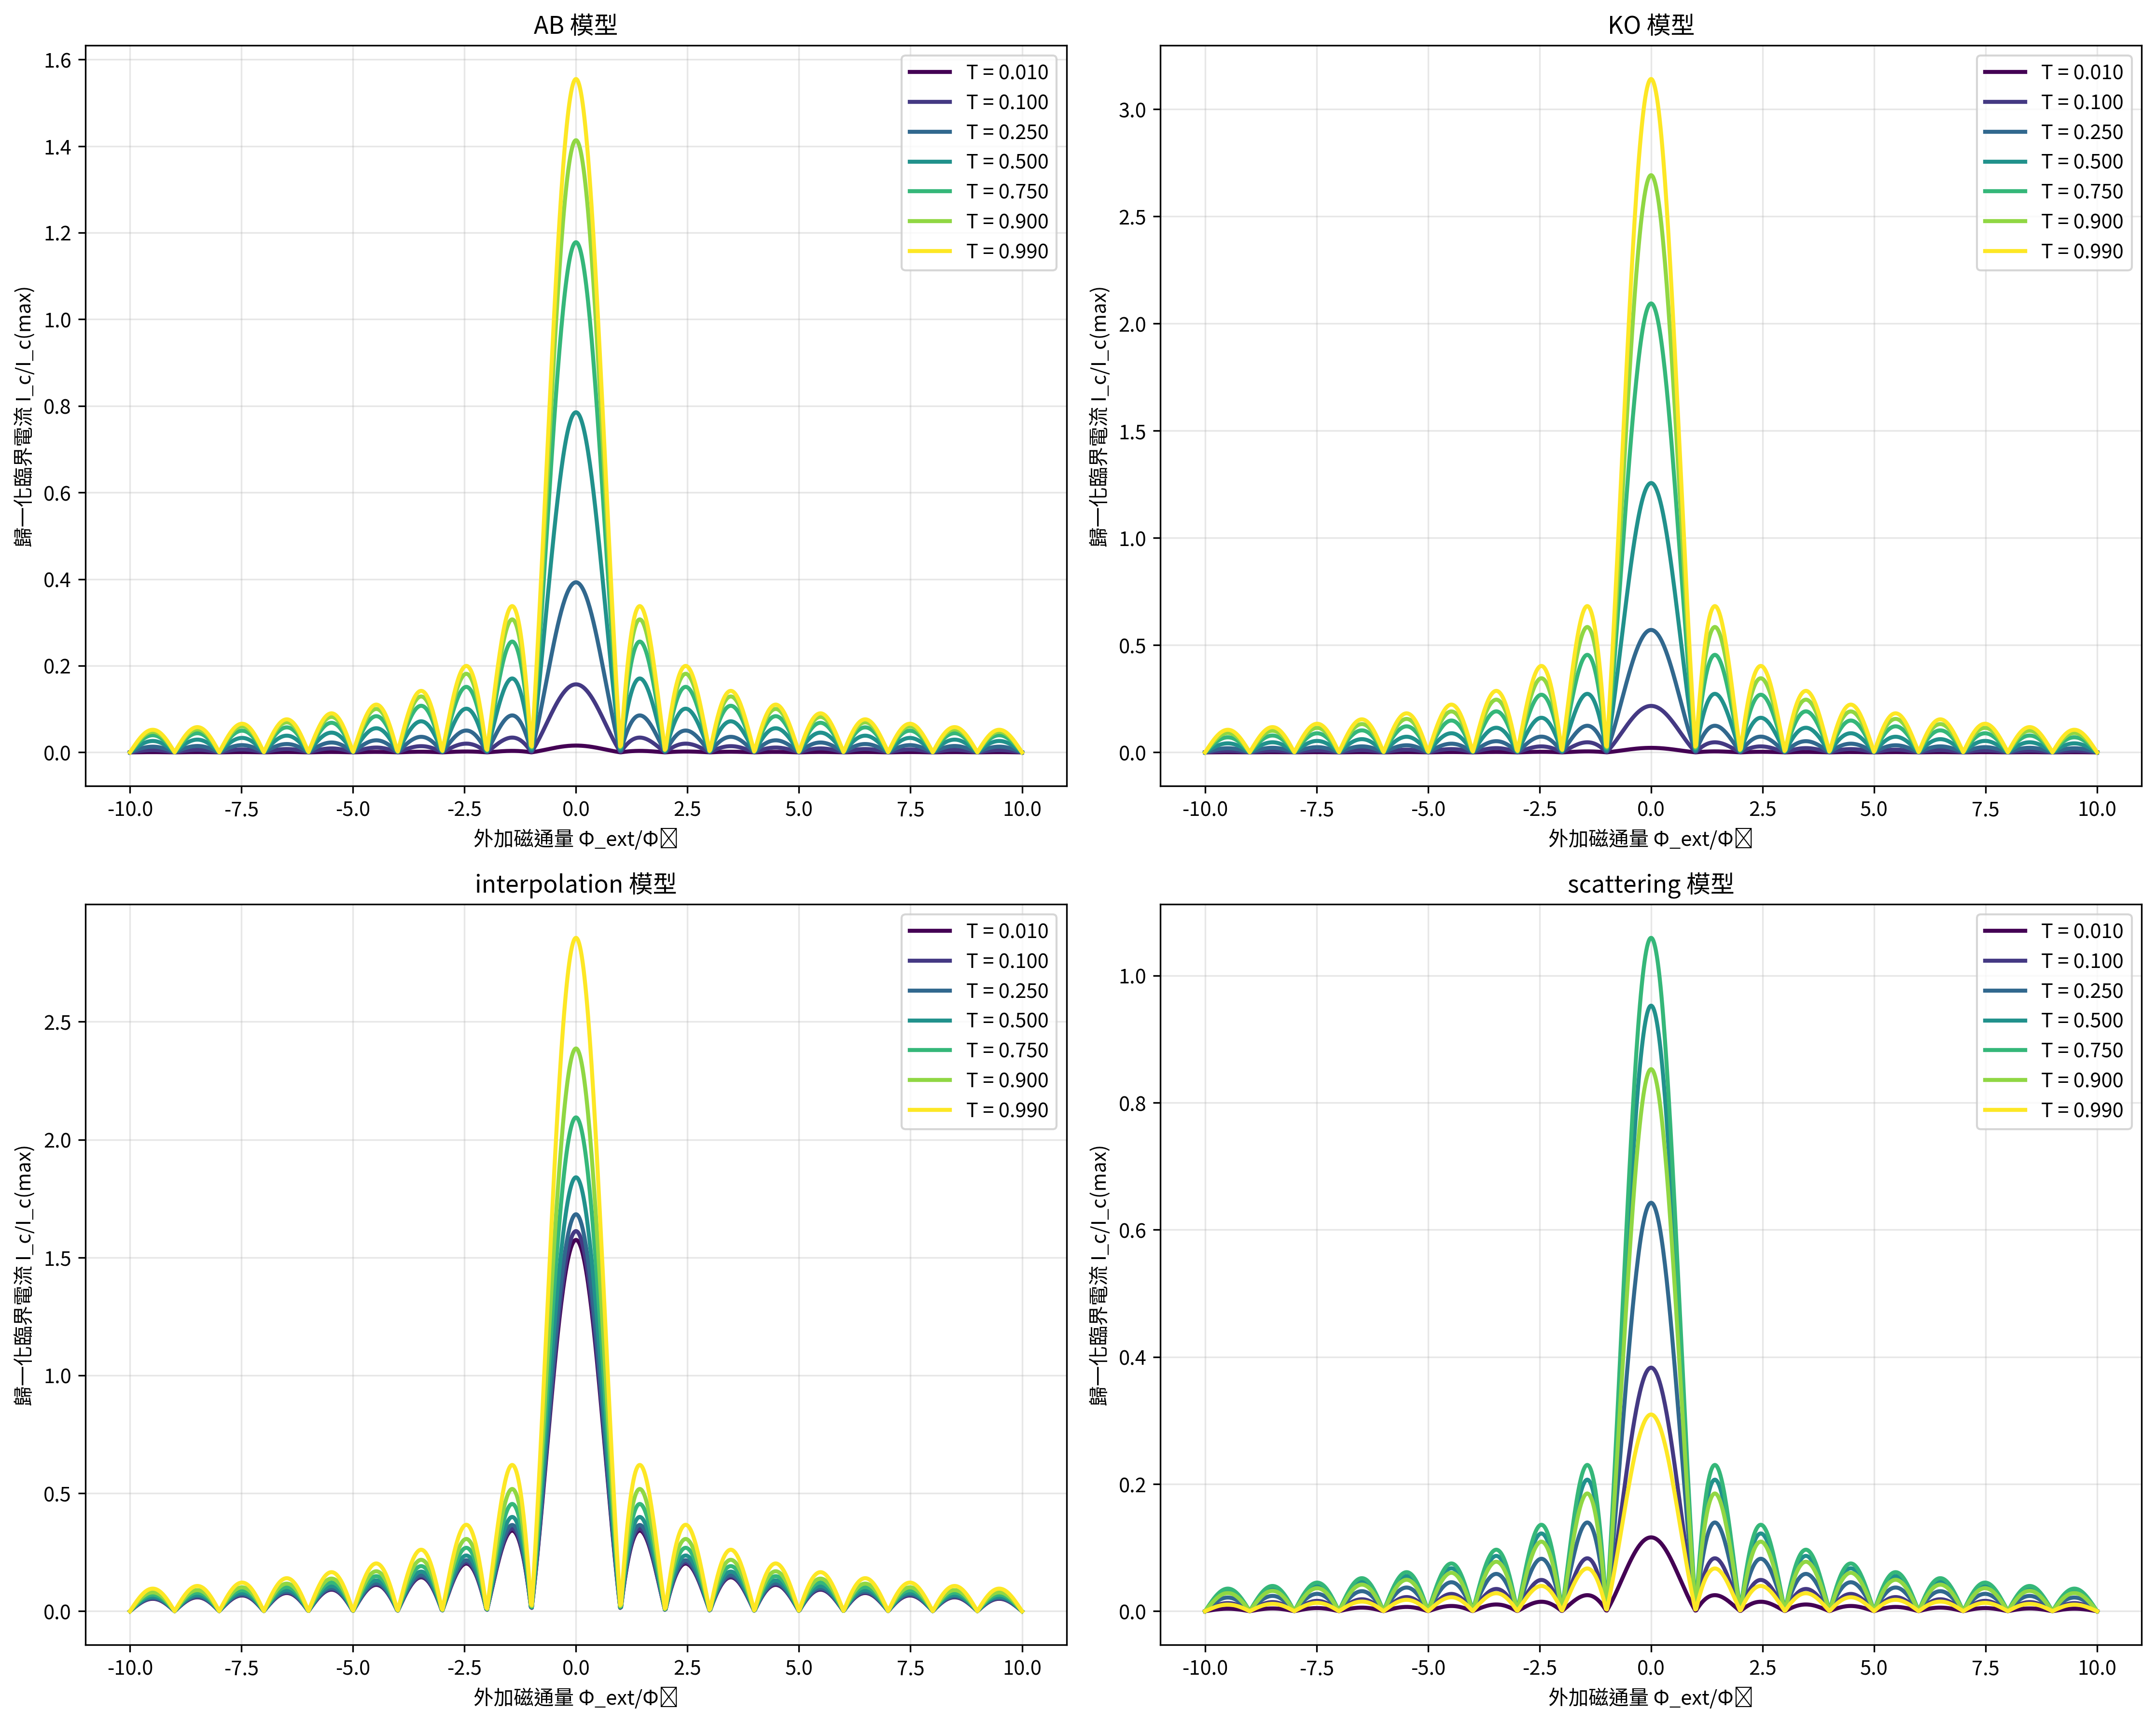 AB 模型
歸一化臨界電流 I_c/I_c(max)
1.6
1.4
1.2
1.0
0.8
0.6
0.4
0.2
0.0
T = 0.010
T = 0.100
T = 0.250
T = 0.500
T = 0.750
T = 0.900
T = 0.990
-10.0 -7.5 -5.0 -2.5 0.0 2.5 5.0 7.5 10.0
外加磁通量 Φ_ext/Φ
KO 模型
歸一化臨界電流 I_c/I_c(max)
3.0
2.5
2.0
1.5
1.0
0.5
0.0
T = 0.010
T = 0.100
T = 0.250
T = 0.500
T = 0.750
T = 0.900
T = 0.990
-10.0 -7.5 -5.0 -2.5 0.0 2.5 5.0 7.5 10.0
外加磁通量 Φ_ext/Φ
interpolation 模型
歸一化臨界電流 I_c/I_c(max)
2.5
2.0
1.5
1.0
0.5
0.0
T = 0.010
T = 0.100
T = 0.250
T = 0.500
T = 0.750
T = 0.900
T = 0.990
-10.0 -7.5 -5.0 -2.5 0.0 2.5 5.0 7.5 10.0
外加磁通量 Φ_ext/Φ
scattering 模型
歸一化臨界電流 I_c/I_c(max)
1.0
0.8
0.6
0.4
0.2
0.0
T = 0.010
T = 0.100
T = 0.250
T = 0.500
T = 0.750
T = 0.900
T = 0.990
-10.0 -7.5 -5.0 -2.5 0.0 2.5 5.0 7.5 10.0
外加磁通量 Φ_ext/Φ